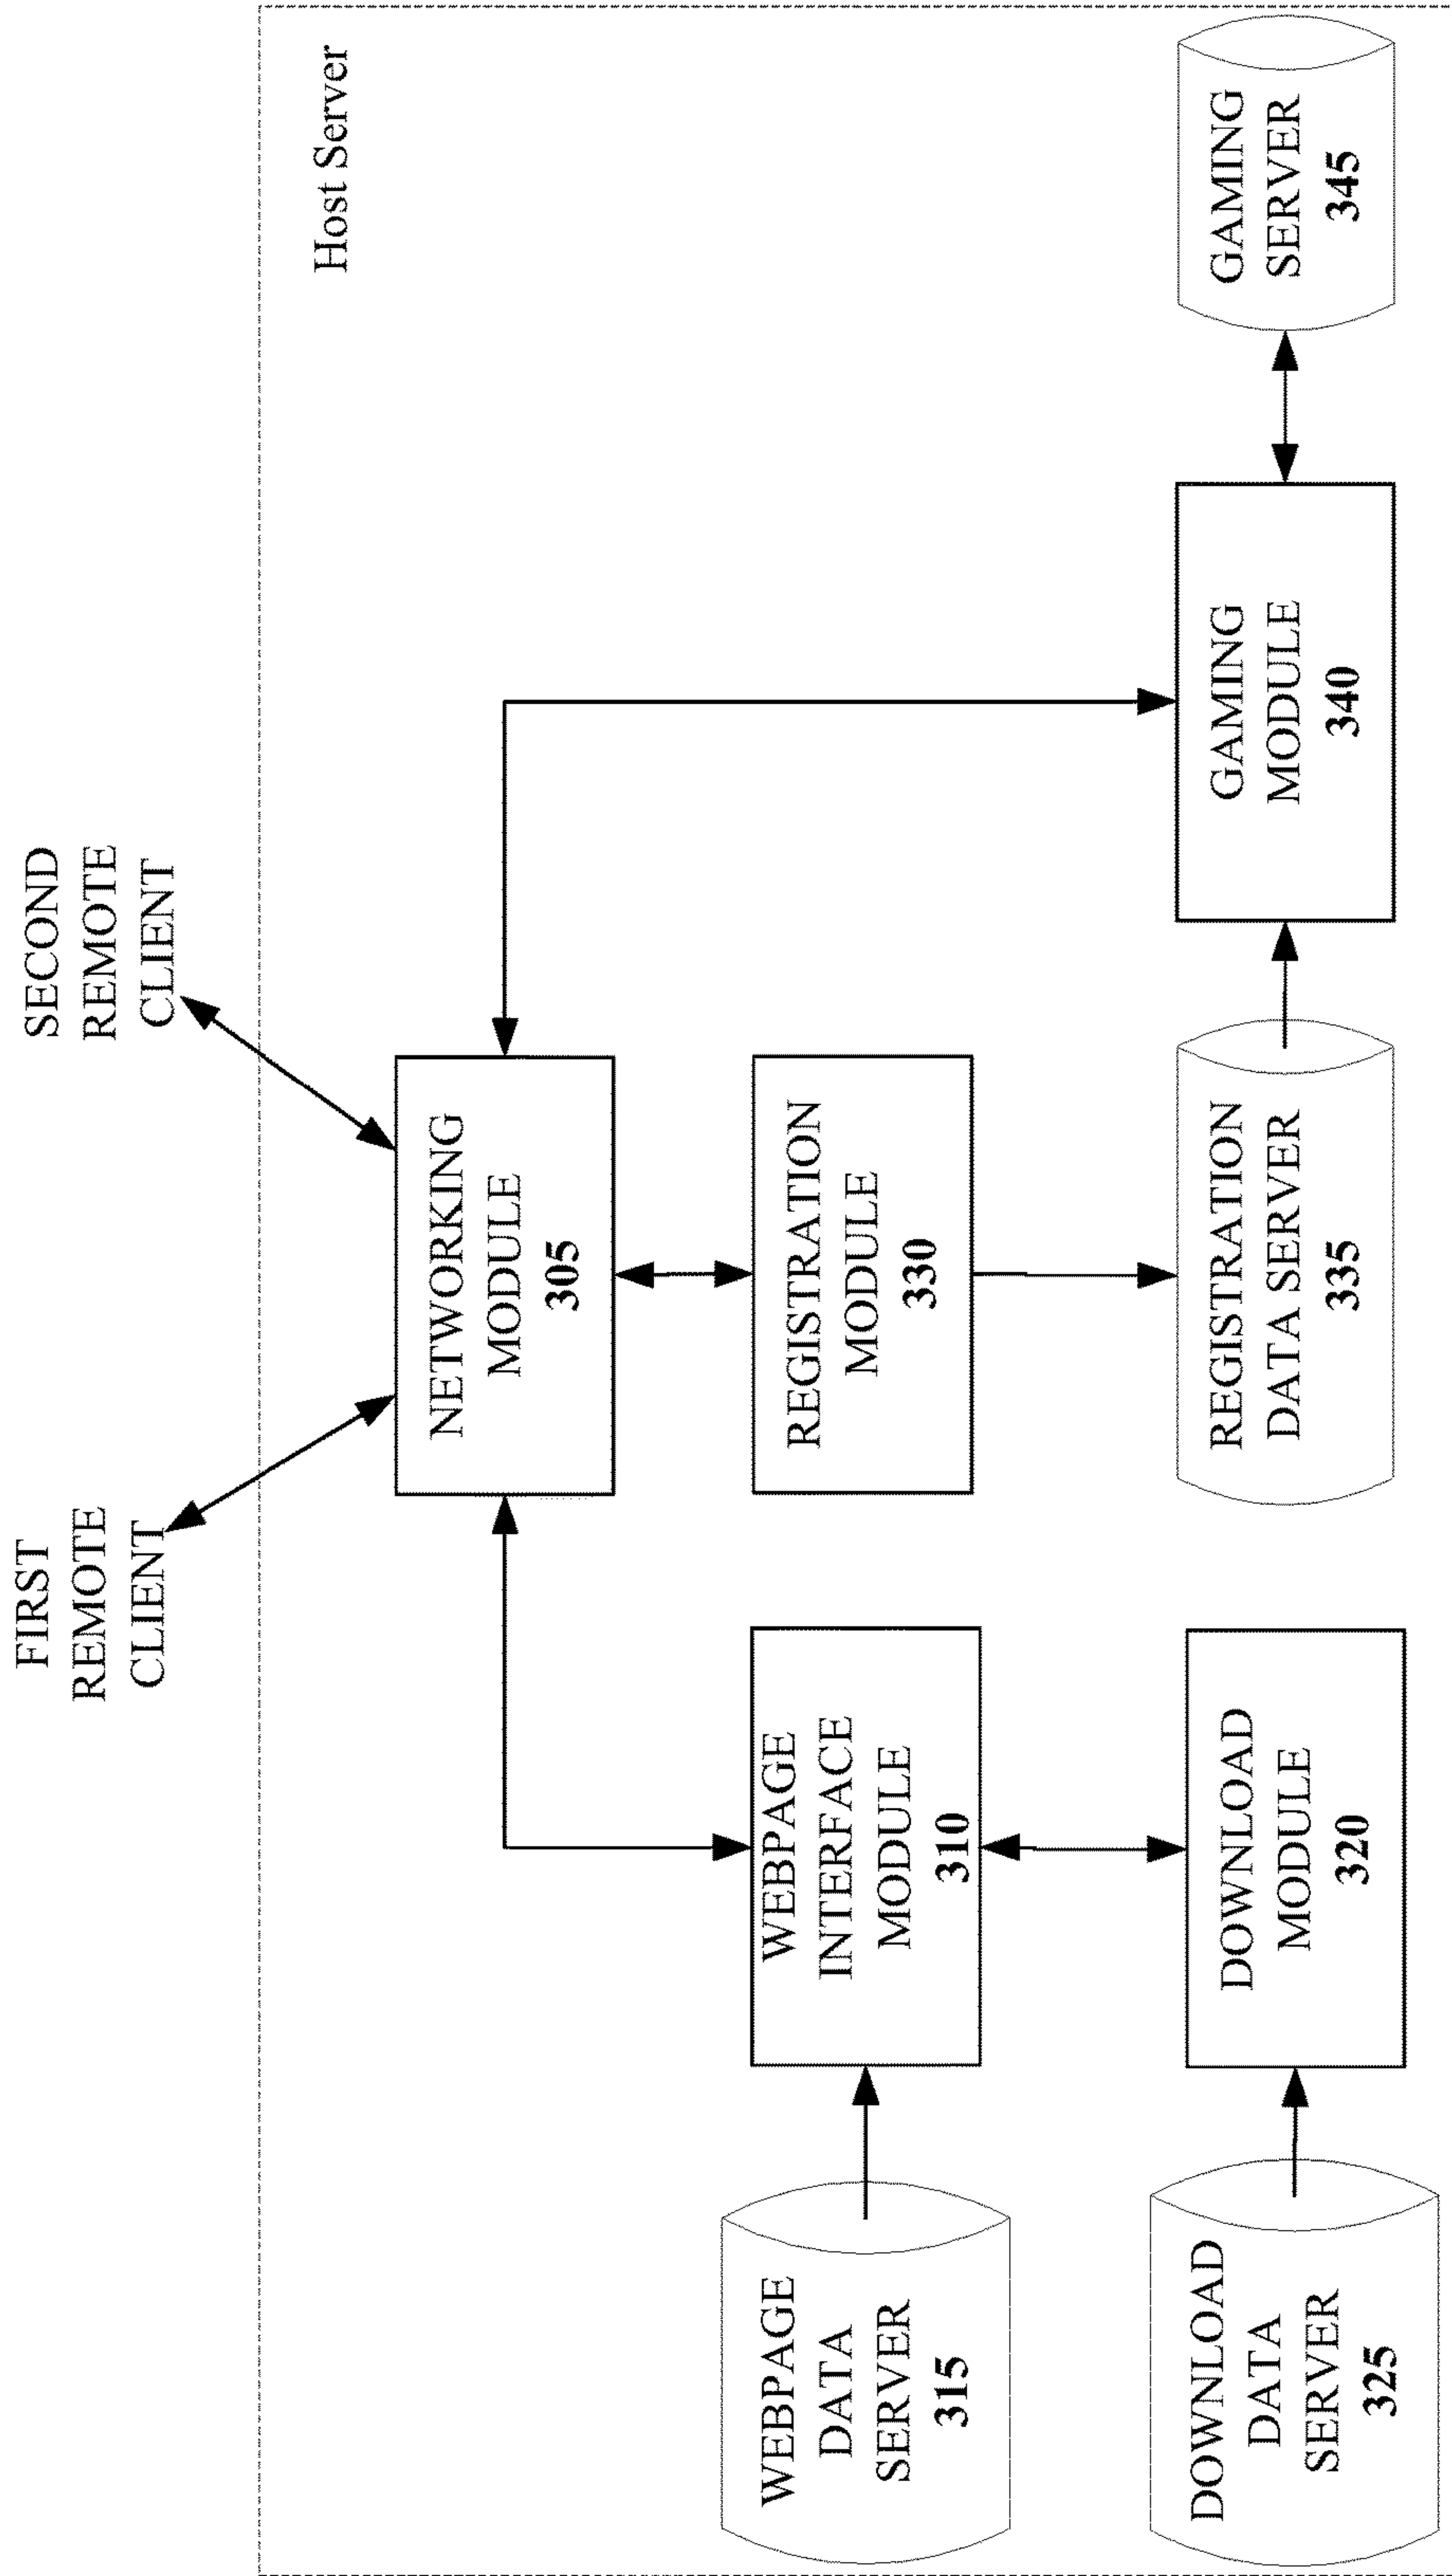 FIRST
REMOTE
CLIENT
SECOND
REMOTE
CLIENT
Host Server
NETWORKING
MODULE
305
WEBPAGE
DATA
SERVER
315
WEBPAGE
INTERFACE
MODULE
310
REGISTRATION
MODULE
330
DOWNLOAD
DATA
SERVER
325
DOWNLOAD
MODULE
320
REGISTRATION
DATA SERVER
335
GAMING
MODULE
340
GAMING
SERVER
345